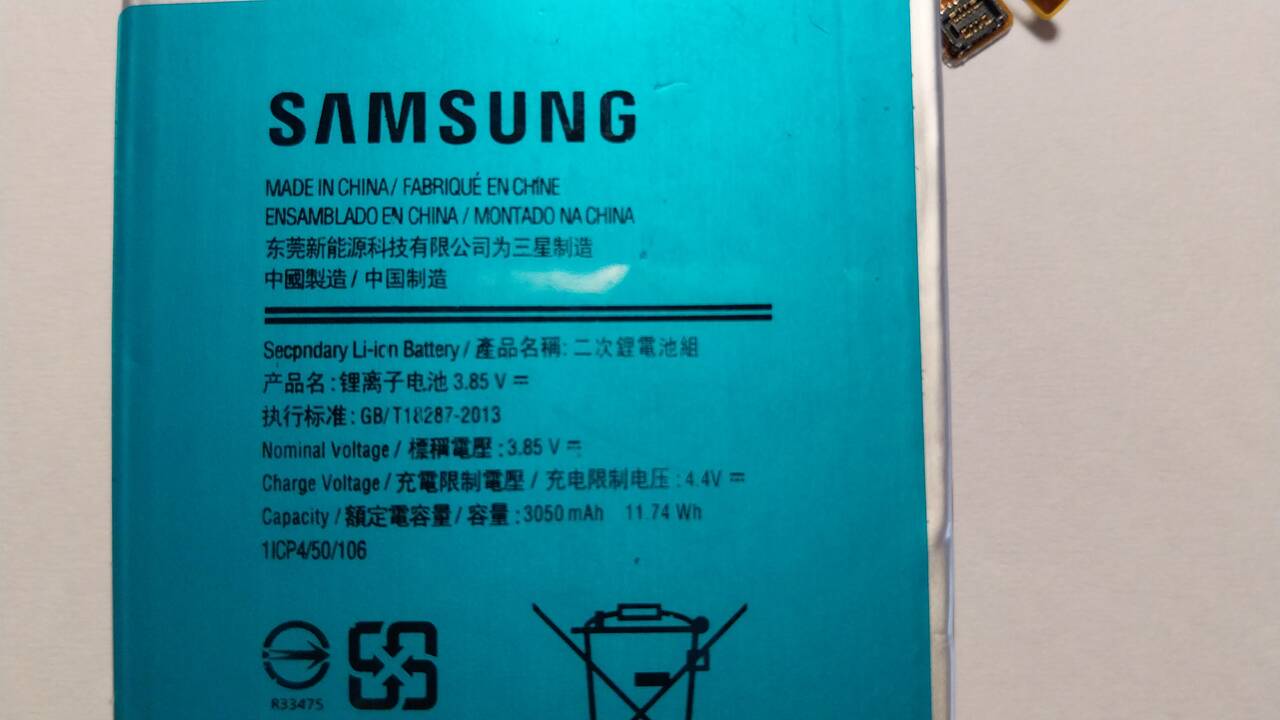 SAMSUNG
MADE IN CHINA / FABRIQUÉ EN CHINE
ENSAMBLADO EN CHINA / MONTADO NA CHINA
东莞新能源科技有限公司为三星制造
中國製造 / 中国制造
Secpndary Li-ion Battery / 產品名稱: 二次鋰電池組
产品名: 锂离子电池 3.85 V ⎓
执行标准: GB/T18287-2013
Nominal Voltage / 標稱電壓 : 3.85 V ⎓
Charge Voltage / 充電限制電壓 / 充电限制电压 : 4.4V ⎓
Capacity / 額定電容量 / 容量 : 3050 mAh 11.74 Wh
1ICP4/50/106
R33475